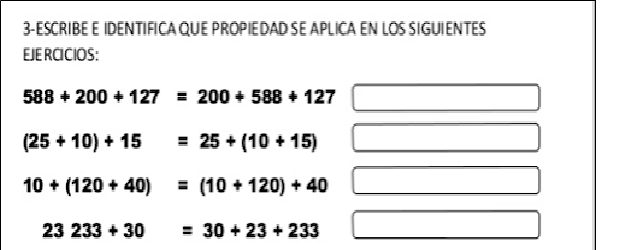 3-ESCRIBE E IDENTIFICA QUE PROPIEDAD SE APLICA EN LOS SIGUIENTES
EJERCICIOS:
588 + 200 + 127 = 200 + 588 + 127
(25 + 10) + 15 = 25 + (10 + 15)
10 + (120 + 40) = (10 + 120) + 40
23 233 + 30 = 30 + 23 + 233